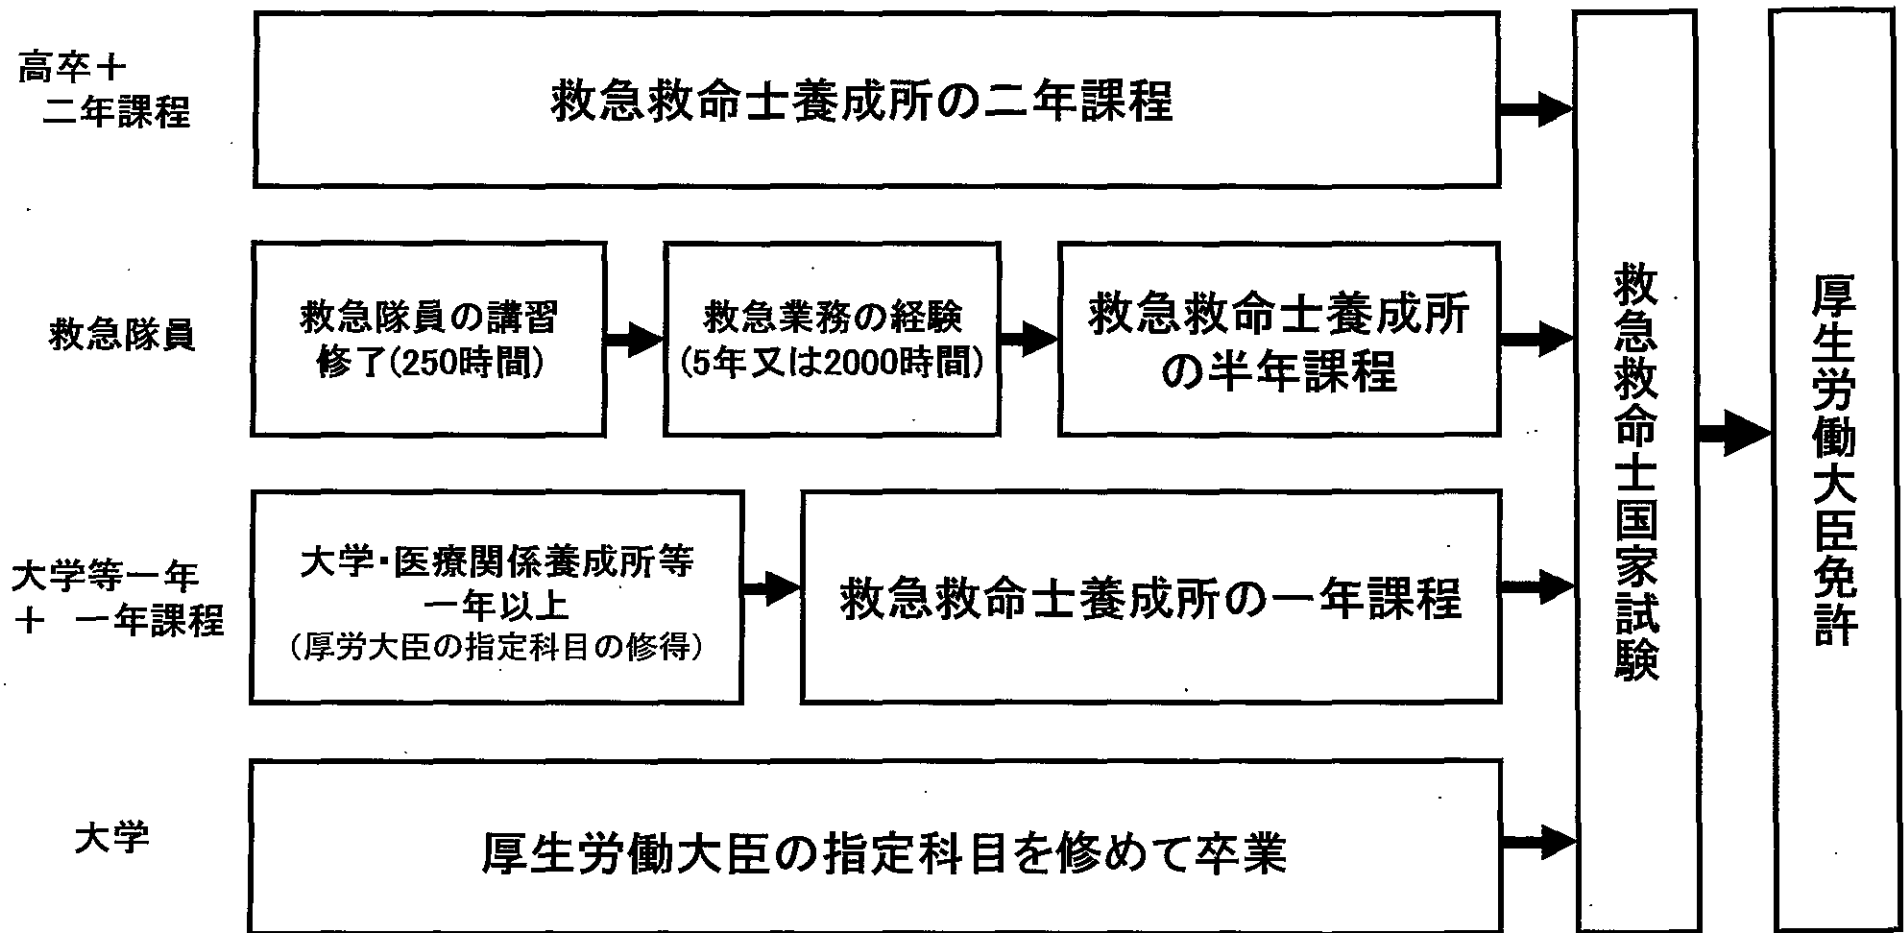 高卒＋
二年課程
救急救命士養成所の二年課程
救急隊員
救急隊員の講習
修了(250時間)
救急業務の経験
(5年又は2000時間)
救急救命士養成所
の半年課程
大学等一年
＋ 一年課程
大学・医療関係養成所等
一年以上
(厚労大臣の指定科目の修得)
救急救命士養成所の一年課程
大学
厚生労働大臣の指定科目を修めて卒業
救急救命士国家試験
厚生労働大臣免許